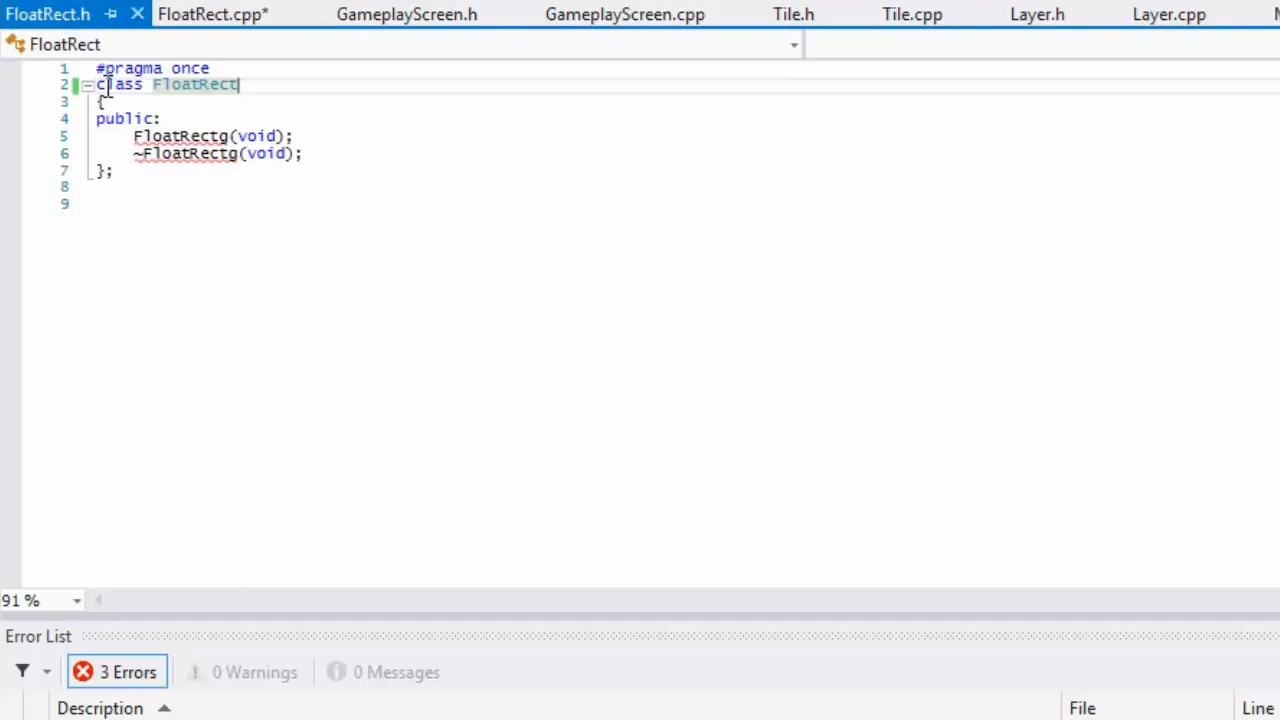 FloatRect.h FloatRect.cpp* GameplayScreen.h GameplayScreen.cpp Tile.h Tile.cpp Layer.h Layer.cpp
FloatRect
1 #pragma once
2 class FloatRect
3 {
4 public:
5 FloatRectg(void);
6 ~FloatRectg(void);
7 };
8
9
91 %
Error List
3 Errors 0 Warnings 0 Messages
Description File Line